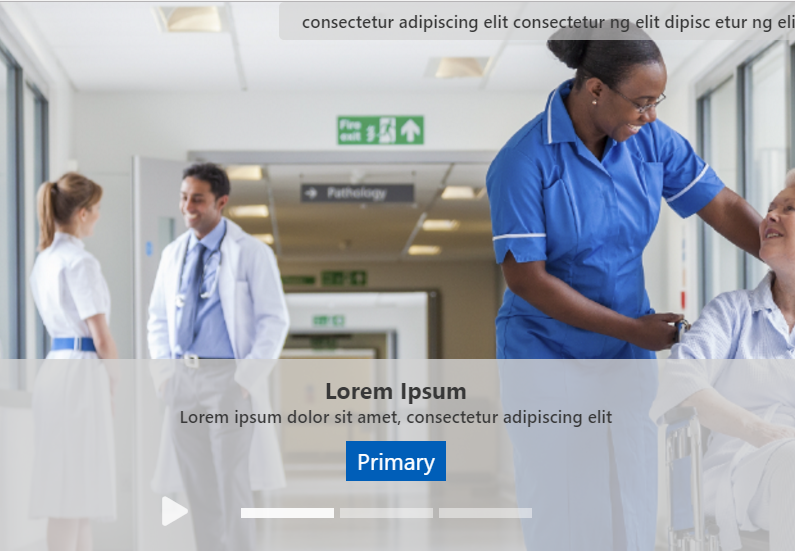 consectetur adipiscing elit consectetur ng elit dipisc etur ng eli
Fire
exit
Pathology
Lorem Ipsum
Lorem ipsum dolor sit amet, consectetur adipiscing elit
Primary